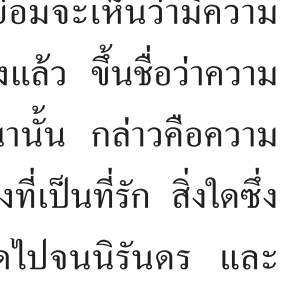 ย่อมจะเห็นว่ามีความ
งแล้ว ขึ้นชื่อว่าความ
นานั้น กล่าวคือความ
งที่เป็นที่รัก สิ่งใดซึ่ง
ดไปจนนิรันดร และ